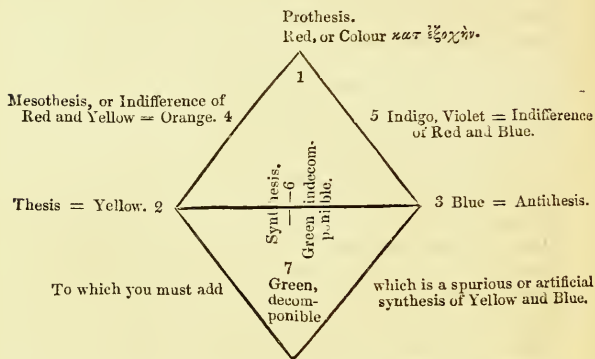 Prothesis.
Red, or Colour κατ ἐξοχὴν.
1
Mesothesis, or Indifference of
Red and Yellow = Orange. 4
5 Indigo, Violet = Indifference
of Red and Blue.
Synthesis.
— 6
Green indecom-
ponible.
Thesis = Yellow. 2
3 Blue = Antithesis.
To which you must add
7
Green,
decom-
ponible
which is a spurious or artificial
synthesis of Yellow and Blue.